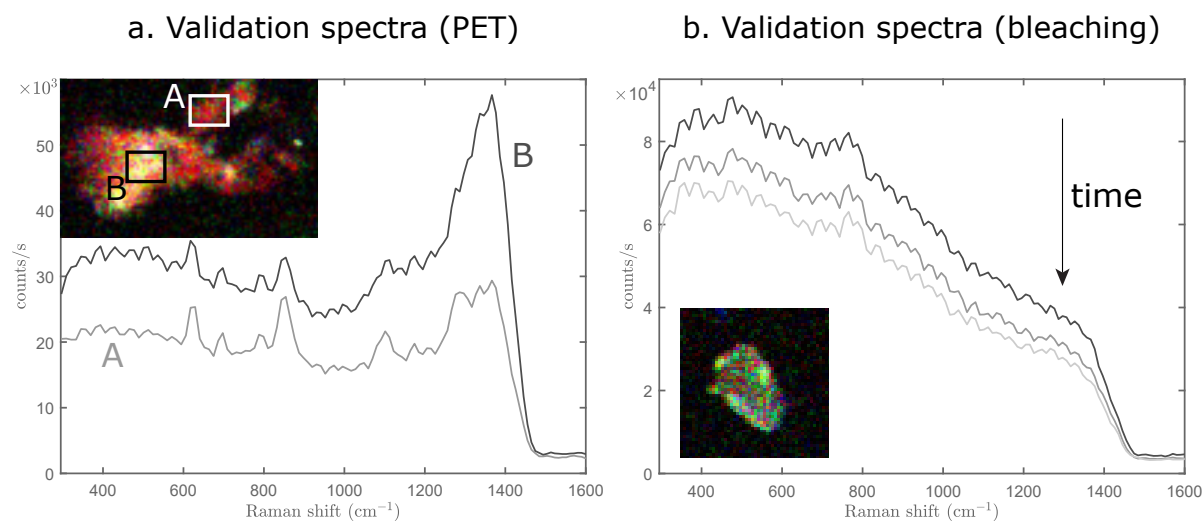 a. Validation spectra (PET)
b. Validation spectra (bleaching)
×10³
50
40
30
20
10
0
counts/s
A
B
B
A
400 600 800 1000 1200 1400 1600
Raman shift (cm⁻¹)
×10⁴
8
6
4
2
0
counts/s
time
400 600 800 1000 1200 1400 1600
Raman shift (cm⁻¹)